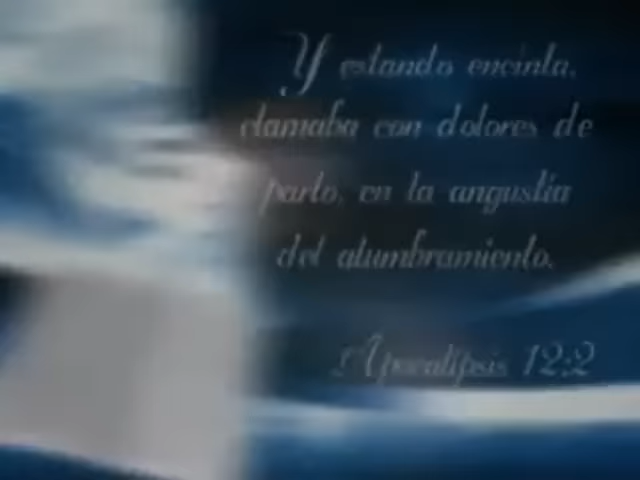 Y estando encinta,
clamaba con dolores de
parto, en la angustia
del alumbramiento.
Apocalipsis 12:2